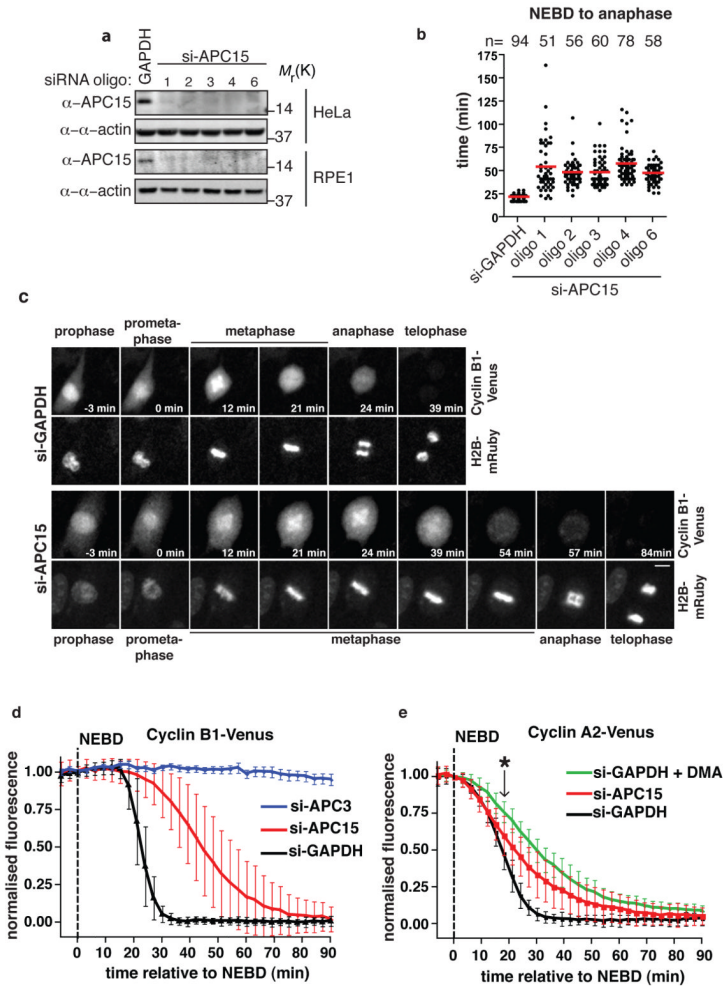 a
GAPDH
si-APC15
siRNA oligo: 1 2 3 4 6
Mr(K)
α-APC15
-14
HeLa
α-α-actin
-37
α-APC15
-14
RPE1
α-α-actin
-37
b
NEBD to anaphase
n= 94 51 56 60 78 58
time (min)
175
150
125
100
75
50
25
0
si-GAPDH
oligo 1
oligo 2
oligo 3
oligo 4
oligo 6
si-APC15
c
prophase
prometa-
phase
metaphase
anaphase
telophase
si-GAPDH
-3 min
0 min
12 min
21 min
24 min
39 min
Cyclin B1-
Venus
H2B-
mRuby
si-APC15
-3 min
0 min
12 min
21 min
24 min
39 min
54 min
57 min
84min
Cyclin B1-
Venus
H2B-
mRuby
prophase
prometa-
phase
metaphase
anaphase
telophase
d
NEBD
Cyclin B1-Venus
normalised fluorescence
1.00
0.75
0.50
0.25
0.00
si-APC3
si-APC15
si-GAPDH
0 10 20 30 40 50 60 70 80 90
time relative to NEBD (min)
e
NEBD
Cyclin A2-Venus
*
normalised fluorescence
1.00
0.75
0.50
0.25
0.00
si-GAPDH + DMA
si-APC15
si-GAPDH
0 10 20 30 40 50 60 70 80 90
time relative to NEBD (min)